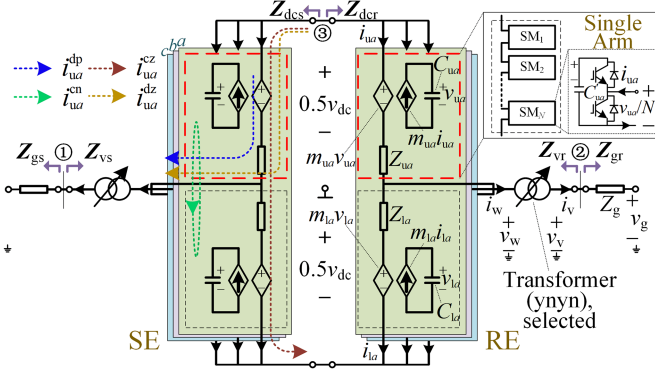 Z_dcs Z_dcr
③
c b a
i_ua^dp i_ua^cz
i_ua^cn i_ua^dz
i_ua
C_ua
v_ua
+
0.5v_dc
−
m_ua v_ua
m_ua i_ua
Z_ua
Single
Arm
SM_1
SM_2
SM_N
C_ua
i_ua
v_ua/N
Z_gs ① Z_vs
Z_vr ② Z_gr
i_w
i_v
Z_g
+
v_w
−
+
v_v
−
+
v_g
−
m_la v_la
Z_la
m_la i_la
+
0.5v_dc
−
v_la
C_la
Transformer
(ynyn),
selected
SE
RE
i_la